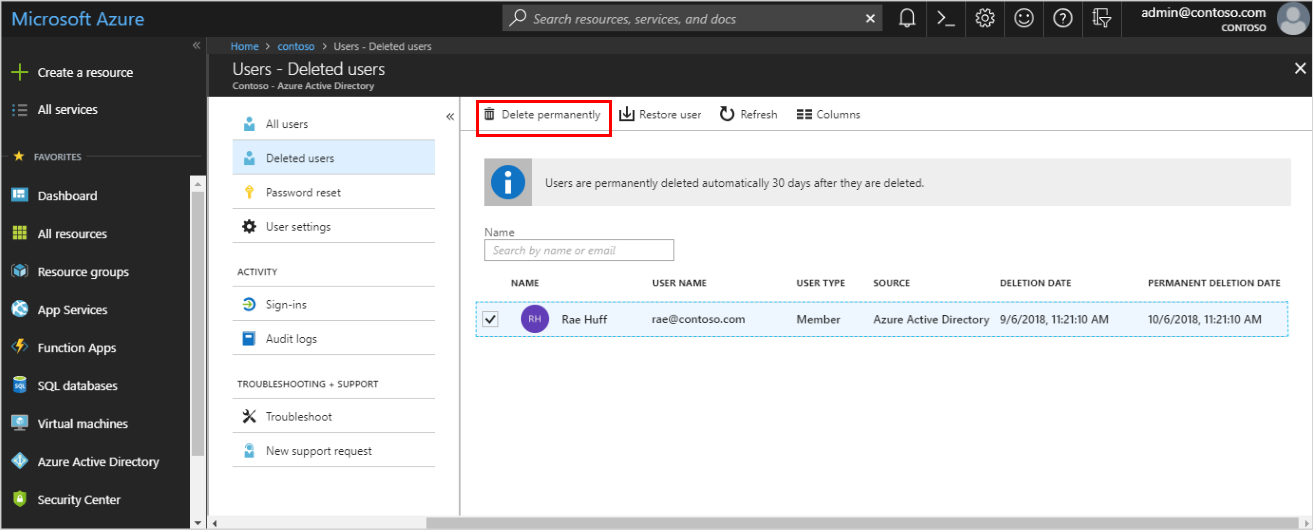 Microsoft Azure
Search resources, services, and docs
admin@contoso.com
CONTOSO
Home > contoso > Users - Deleted users
Users - Deleted users
Contoso - Azure Active Directory
Create a resource
All services
FAVORITES
Dashboard
All resources
Resource groups
App Services
Function Apps
SQL databases
Virtual machines
Azure Active Directory
Security Center
All users
Deleted users
Password reset
User settings
ACTIVITY
Sign-ins
Audit logs
TROUBLESHOOTING + SUPPORT
Troubleshoot
New support request
Delete permanently Restore user Refresh Columns
Users are permanently deleted automatically 30 days after they are deleted.
Name
Search by name or email
NAME USER NAME USER TYPE SOURCE DELETION DATE PERMANENT DELETION DATE
RH Rae Huff rae@contoso.com Member Azure Active Directory 9/6/2018, 11:21:10 AM 10/6/2018, 11:21:10 AM